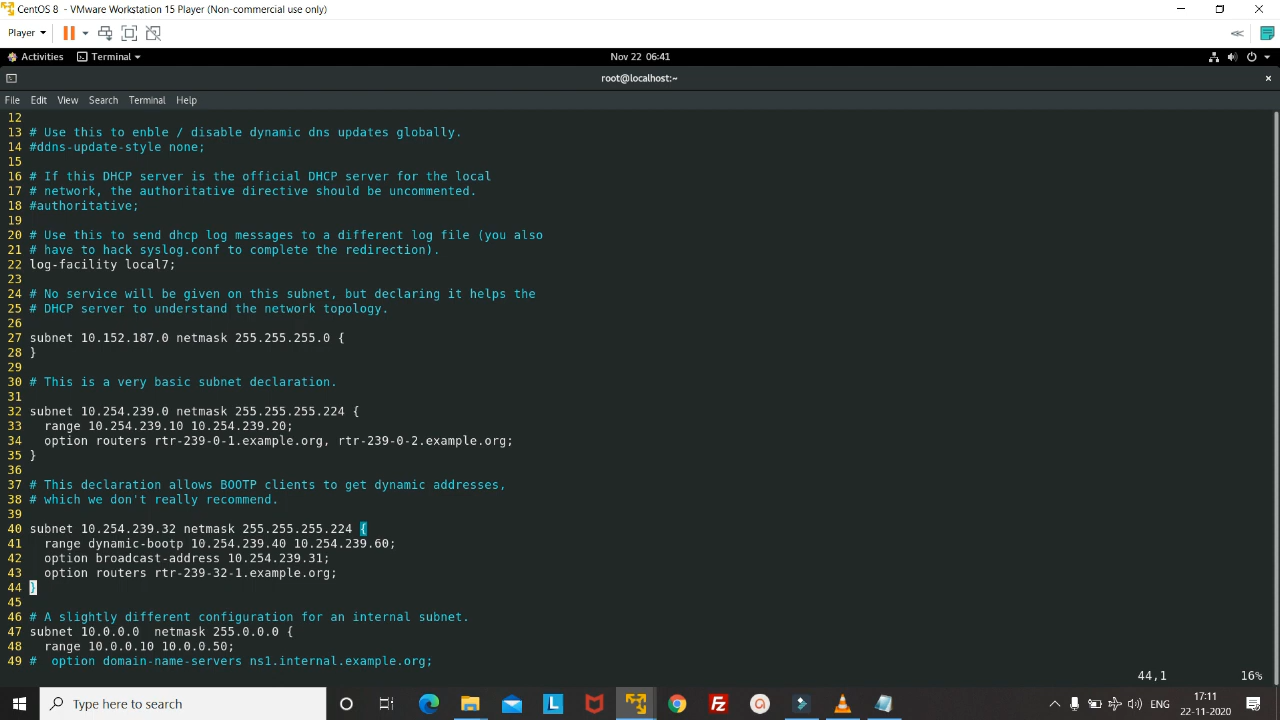 CentOS 8 - VMware Workstation 15 Player (Non-commercial use only)
Player
Activities Terminal Nov 22 06:41
root@localhost:~
File Edit View Search Terminal Help
12
13 # Use this to enble / disable dynamic dns updates globally.
14 #ddns-update-style none;
15
16 # If this DHCP server is the official DHCP server for the local
17 # network, the authoritative directive should be uncommented.
18 #authoritative;
19
20 # Use this to send dhcp log messages to a different log file (you also
21 # have to hack syslog.conf to complete the redirection).
22 log-facility local7;
23
24 # No service will be given on this subnet, but declaring it helps the
25 # DHCP server to understand the network topology.
26
27 subnet 10.152.187.0 netmask 255.255.255.0 {
28 }
29
30 # This is a very basic subnet declaration.
31
32 subnet 10.254.239.0 netmask 255.255.255.224 {
33   range 10.254.239.10 10.254.239.20;
34   option routers rtr-239-0-1.example.org, rtr-239-0-2.example.org;
35 }
36
37 # This declaration allows BOOTP clients to get dynamic addresses,
38 # which we don't really recommend.
39
40 subnet 10.254.239.32 netmask 255.255.255.224 {
41   range dynamic-bootp 10.254.239.40 10.254.239.60;
42   option broadcast-address 10.254.239.31;
43   option routers rtr-239-32-1.example.org;
44 }
45
46 # A slightly different configuration for an internal subnet.
47 subnet 10.0.0.0  netmask 255.0.0.0 {
48   range 10.0.0.10 10.0.0.50;
49 #  option domain-name-servers ns1.internal.example.org;
44,1 16%
Type here to search
ENG
17:11
22-11-2020